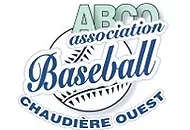 ABCO
association
Baseball
CHAUDIÈRE OUEST